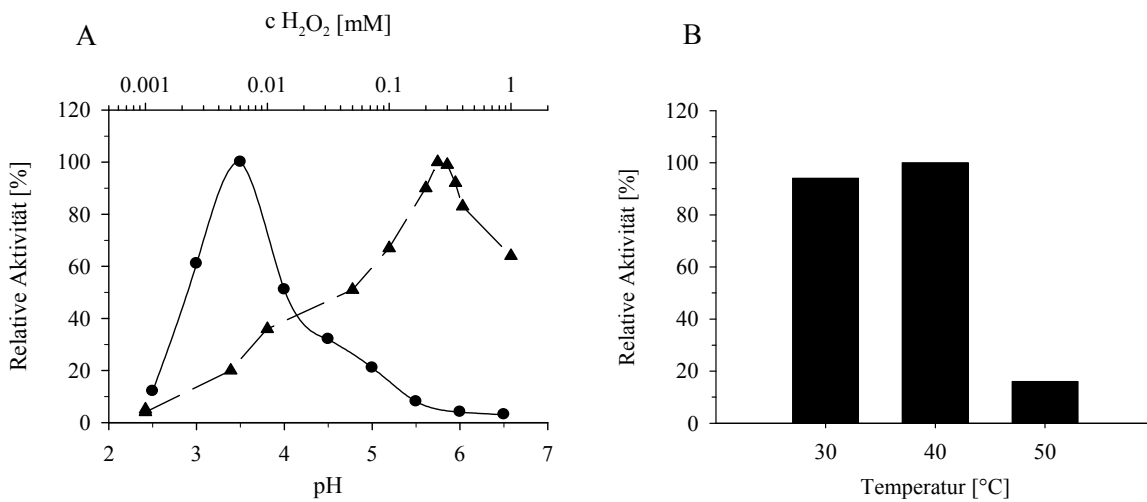 A
c H₂O₂ [mM]
0.001 0.01 0.1 1
120
100
80
60
40
20
0
Relative Aktivität [%]
2 3 4 5 6 7
pH
B
120
100
80
60
40
20
0
Relative Aktivität [%]
30 40 50
Temperatur [°C]